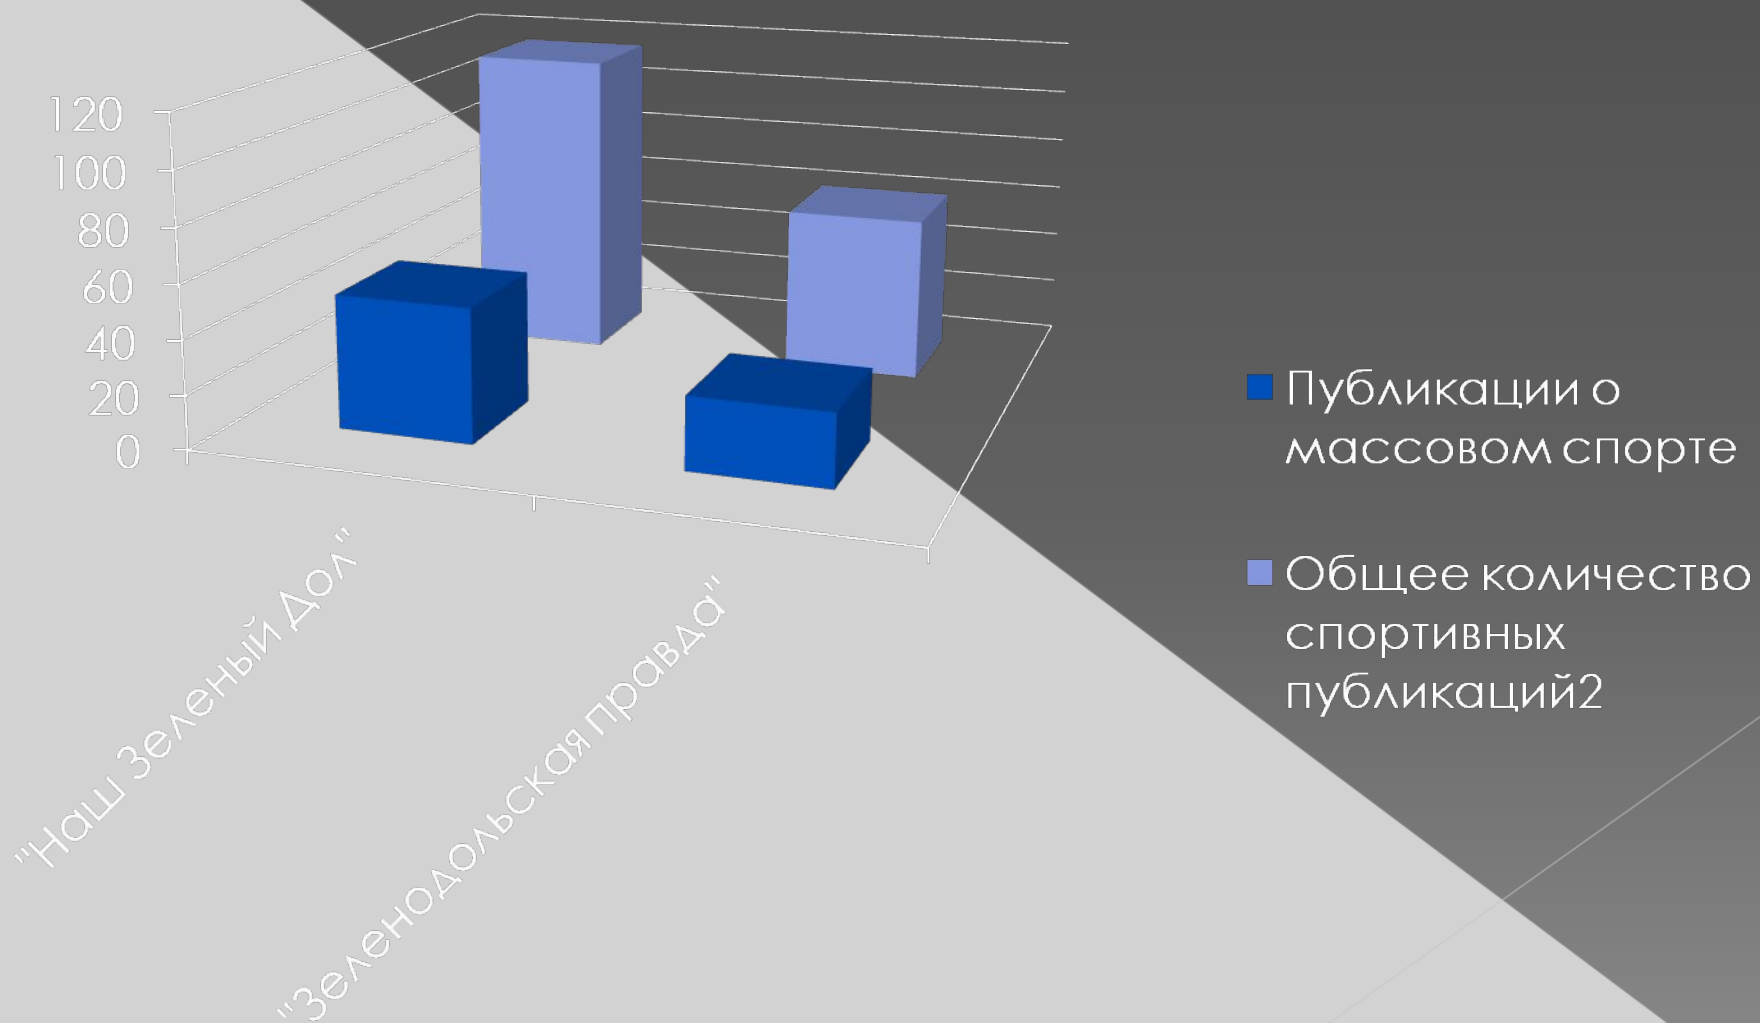 120
100
80
60
40
20
0
"Наш Зеленый Дол"
"Зеленодольская правда"
Публикации о
массовом спорте
Общее количество
спортивных
публикаций2